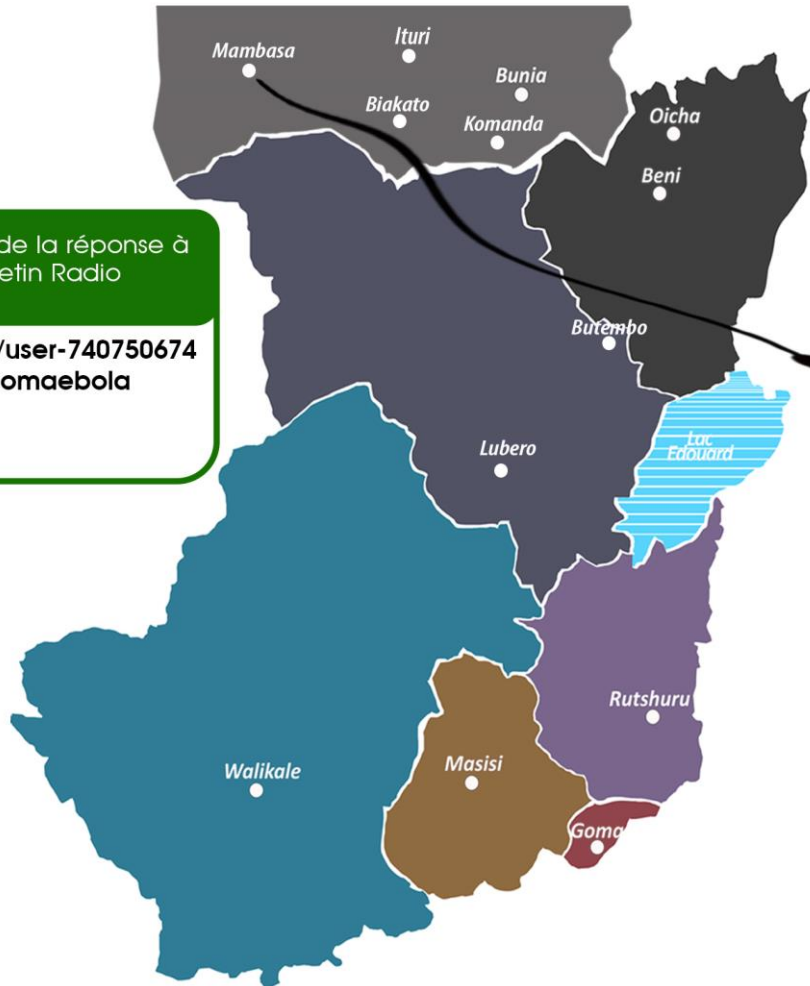 Ituri
Mambasa
Bunia
Biakato
Komanda
Oicha
Beni
de la réponse à
etin Radio
/user-740750674
omaebola
Butembo
Lac
Edouard
Lubero
Rutshuru
Masisi
Walikale
Goma